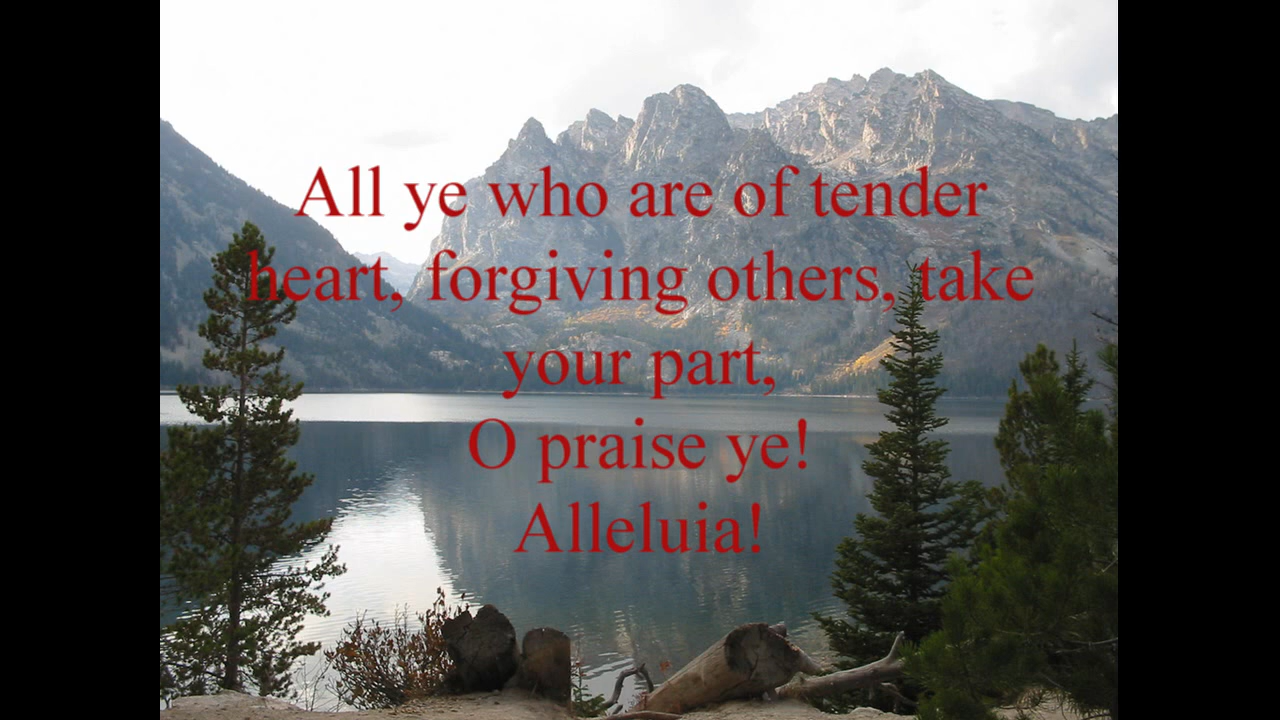 All ye who are of tender
heart, forgiving others, take
your part,
O praise ye!
Alleluia!